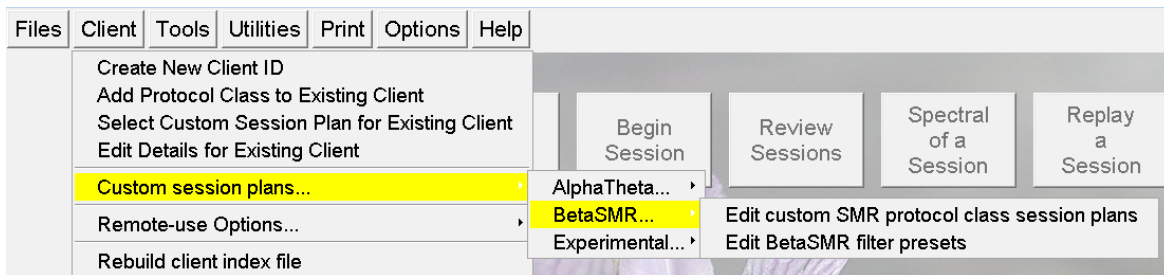 Files Client Tools Utilities Print Options Help
Create New Client ID
Add Protocol Class to Existing Client
Select Custom Session Plan for Existing Client
Edit Details for Existing Client
Custom session plans...
Remote-use Options...
Rebuild client index file
AlphaTheta...
BetaSMR...
Experimental...
Edit custom SMR protocol class session plans
Edit BetaSMR filter presets
Begin
Session
Review
Sessions
Spectral
of a
Session
Replay
a
Session